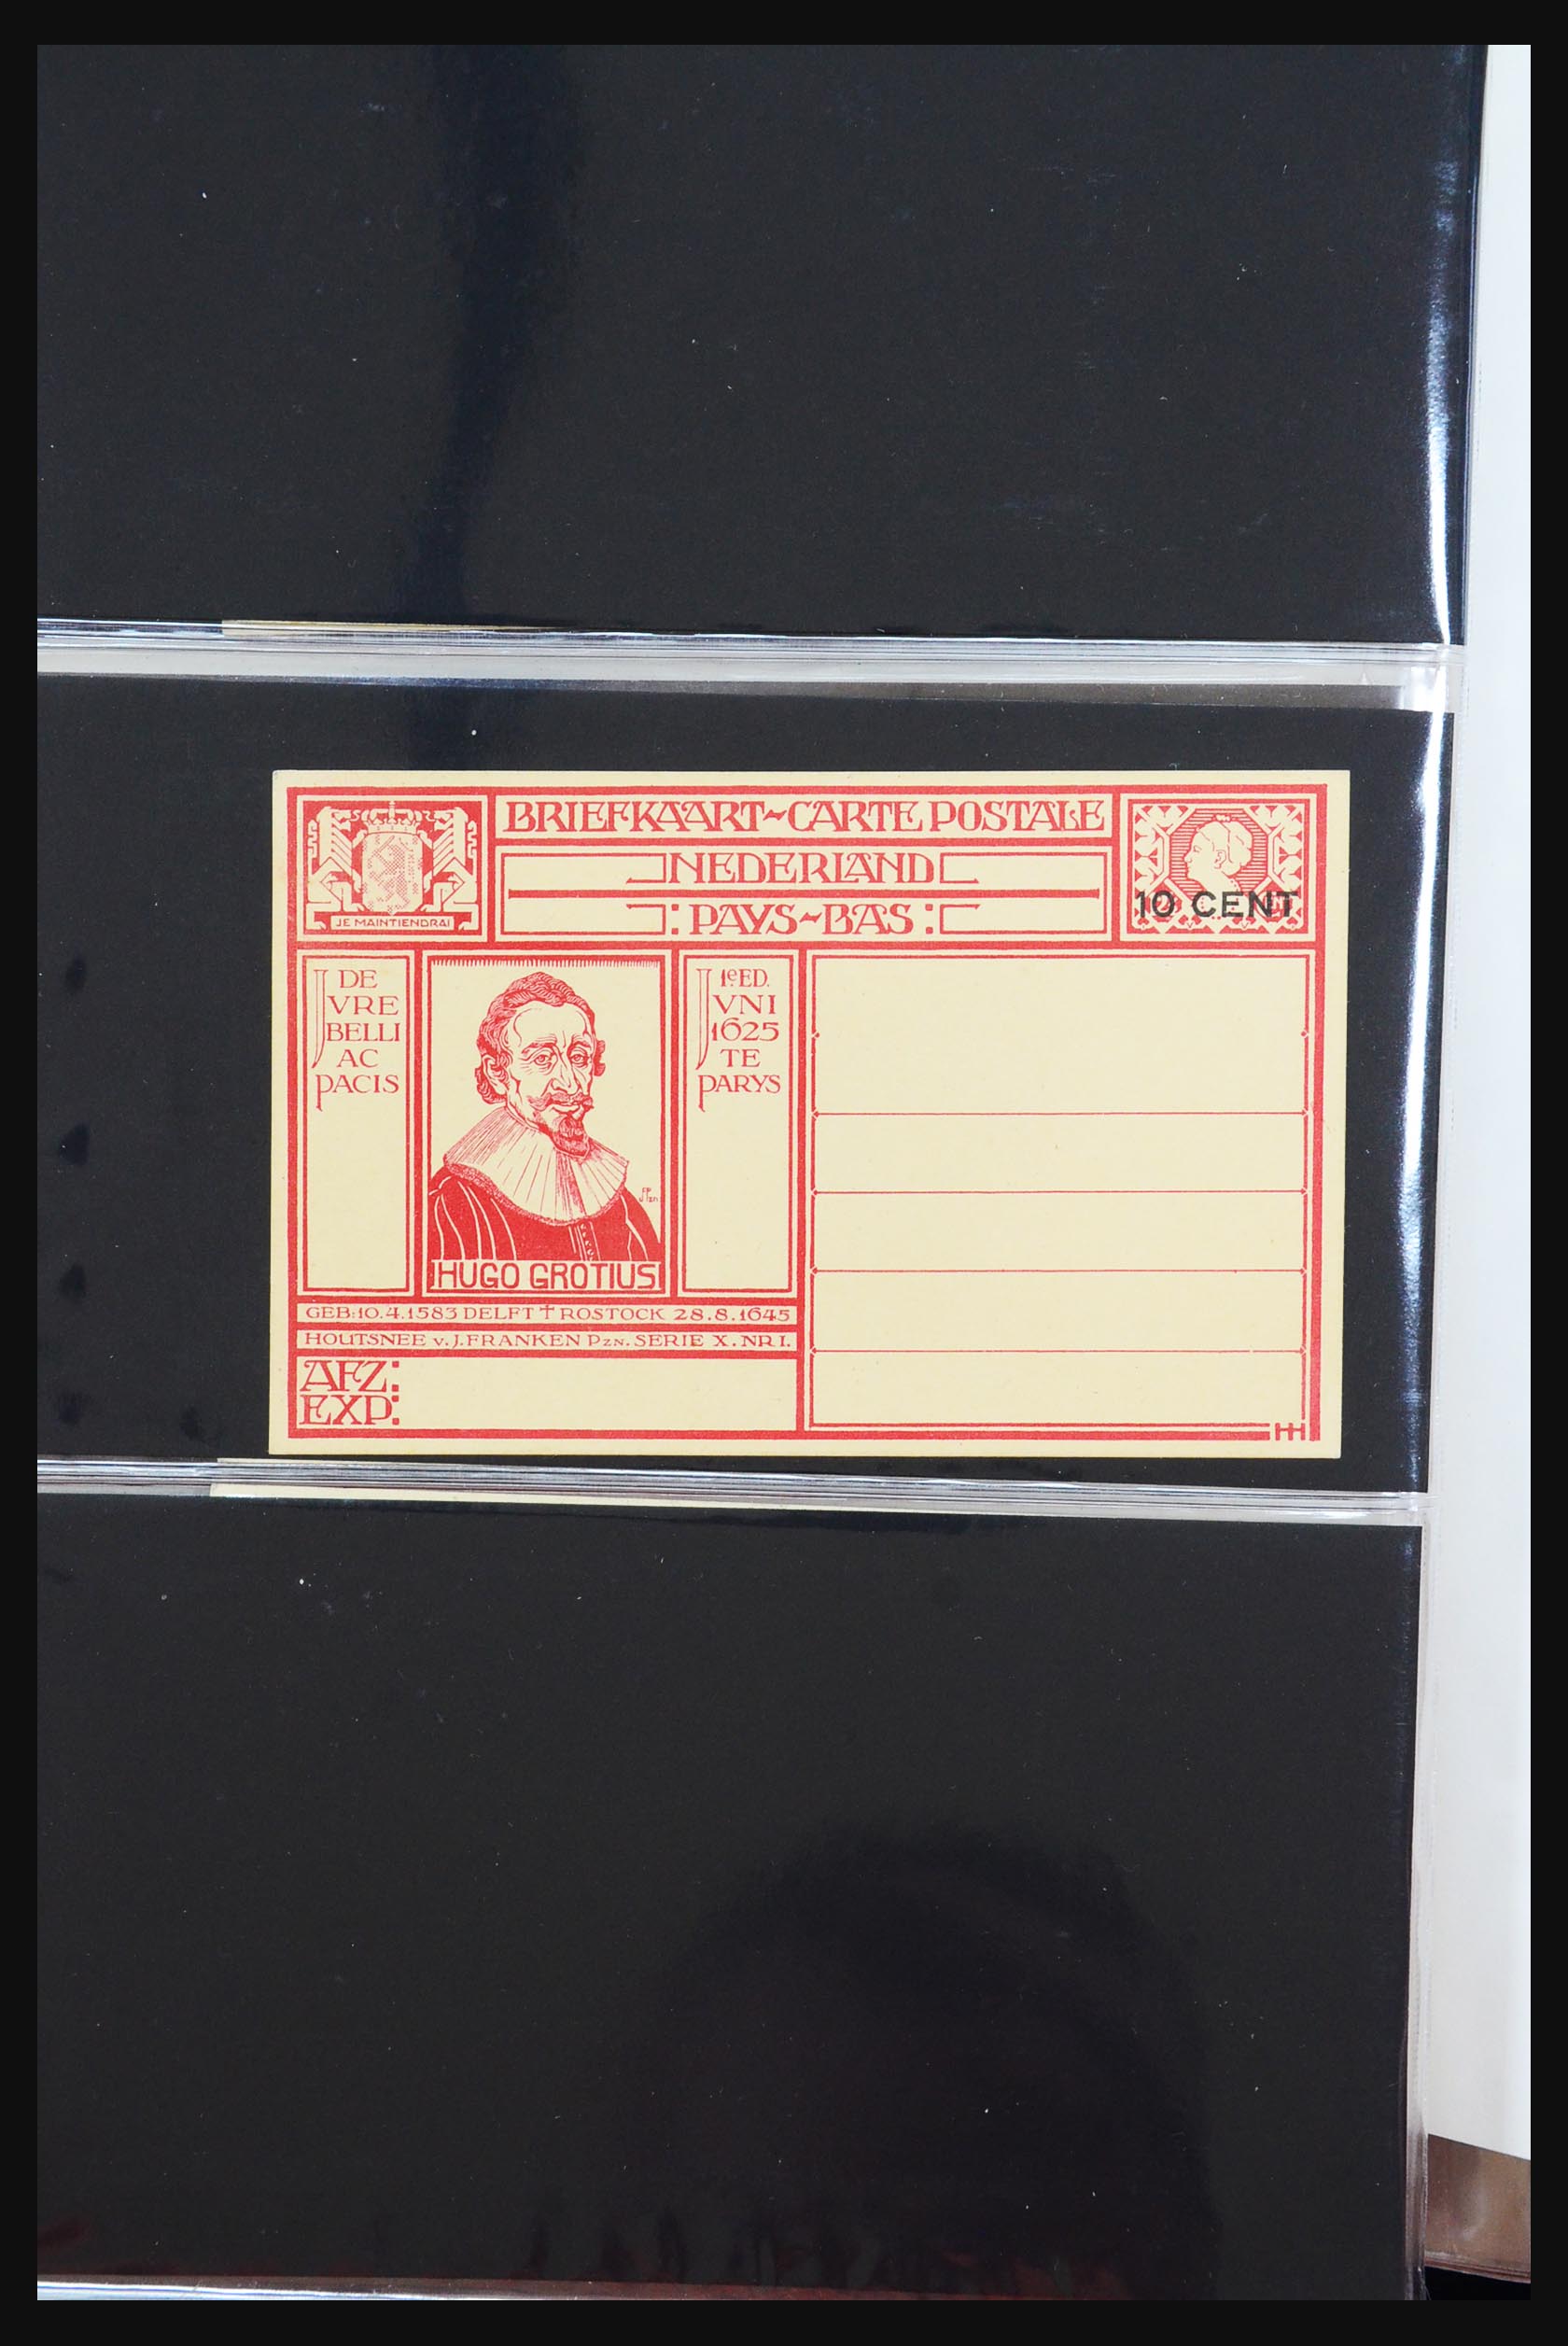 BRIEFKAART~CARTE POSTALE
NEDERLAND
:PAYS~BAS:
JE MAINTIENDRAI
10 CENT
DE
JVRE
BELLI
AC
PACIS
HUGO GROTIUS
1e ED.
JVNI
1625
TE
PARYS
GEB: 10.4.1583 DELFT † ROSTOCK 28.8.1645
HOUTSNEE v. J. FRANKEN PZN. SERIE X. NR 1.
AFZ:
EXP: